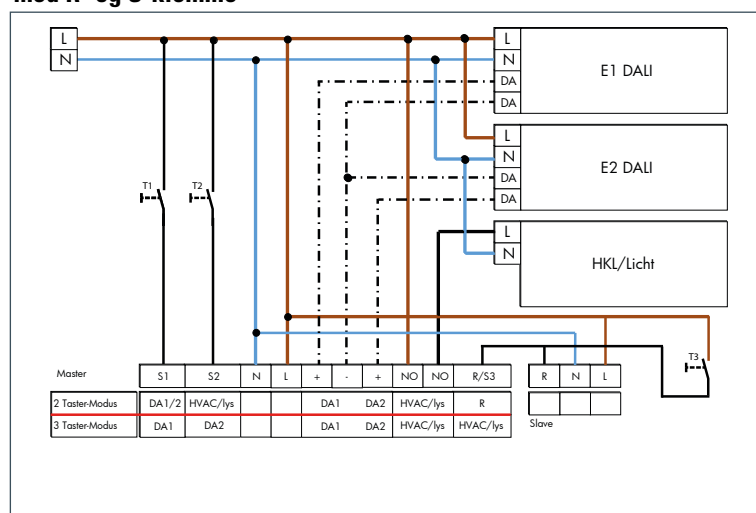 med R- og S-klemme
L
N
L
N
DA
DA
E1 DALI
L
N
DA
DA
E2 DALI
L
N
HKL/Licht
T1
T2
T3
Master
S1 S2 N L + - + NO NO R/S3
R N L
2 Taster-Modus DA1/2 HVAC/lys DA1 DA2 HVAC/lys R
Slave
3 Taster-Modus DA1 DA2 DA1 DA2 HVAC/lys HVAC/lys